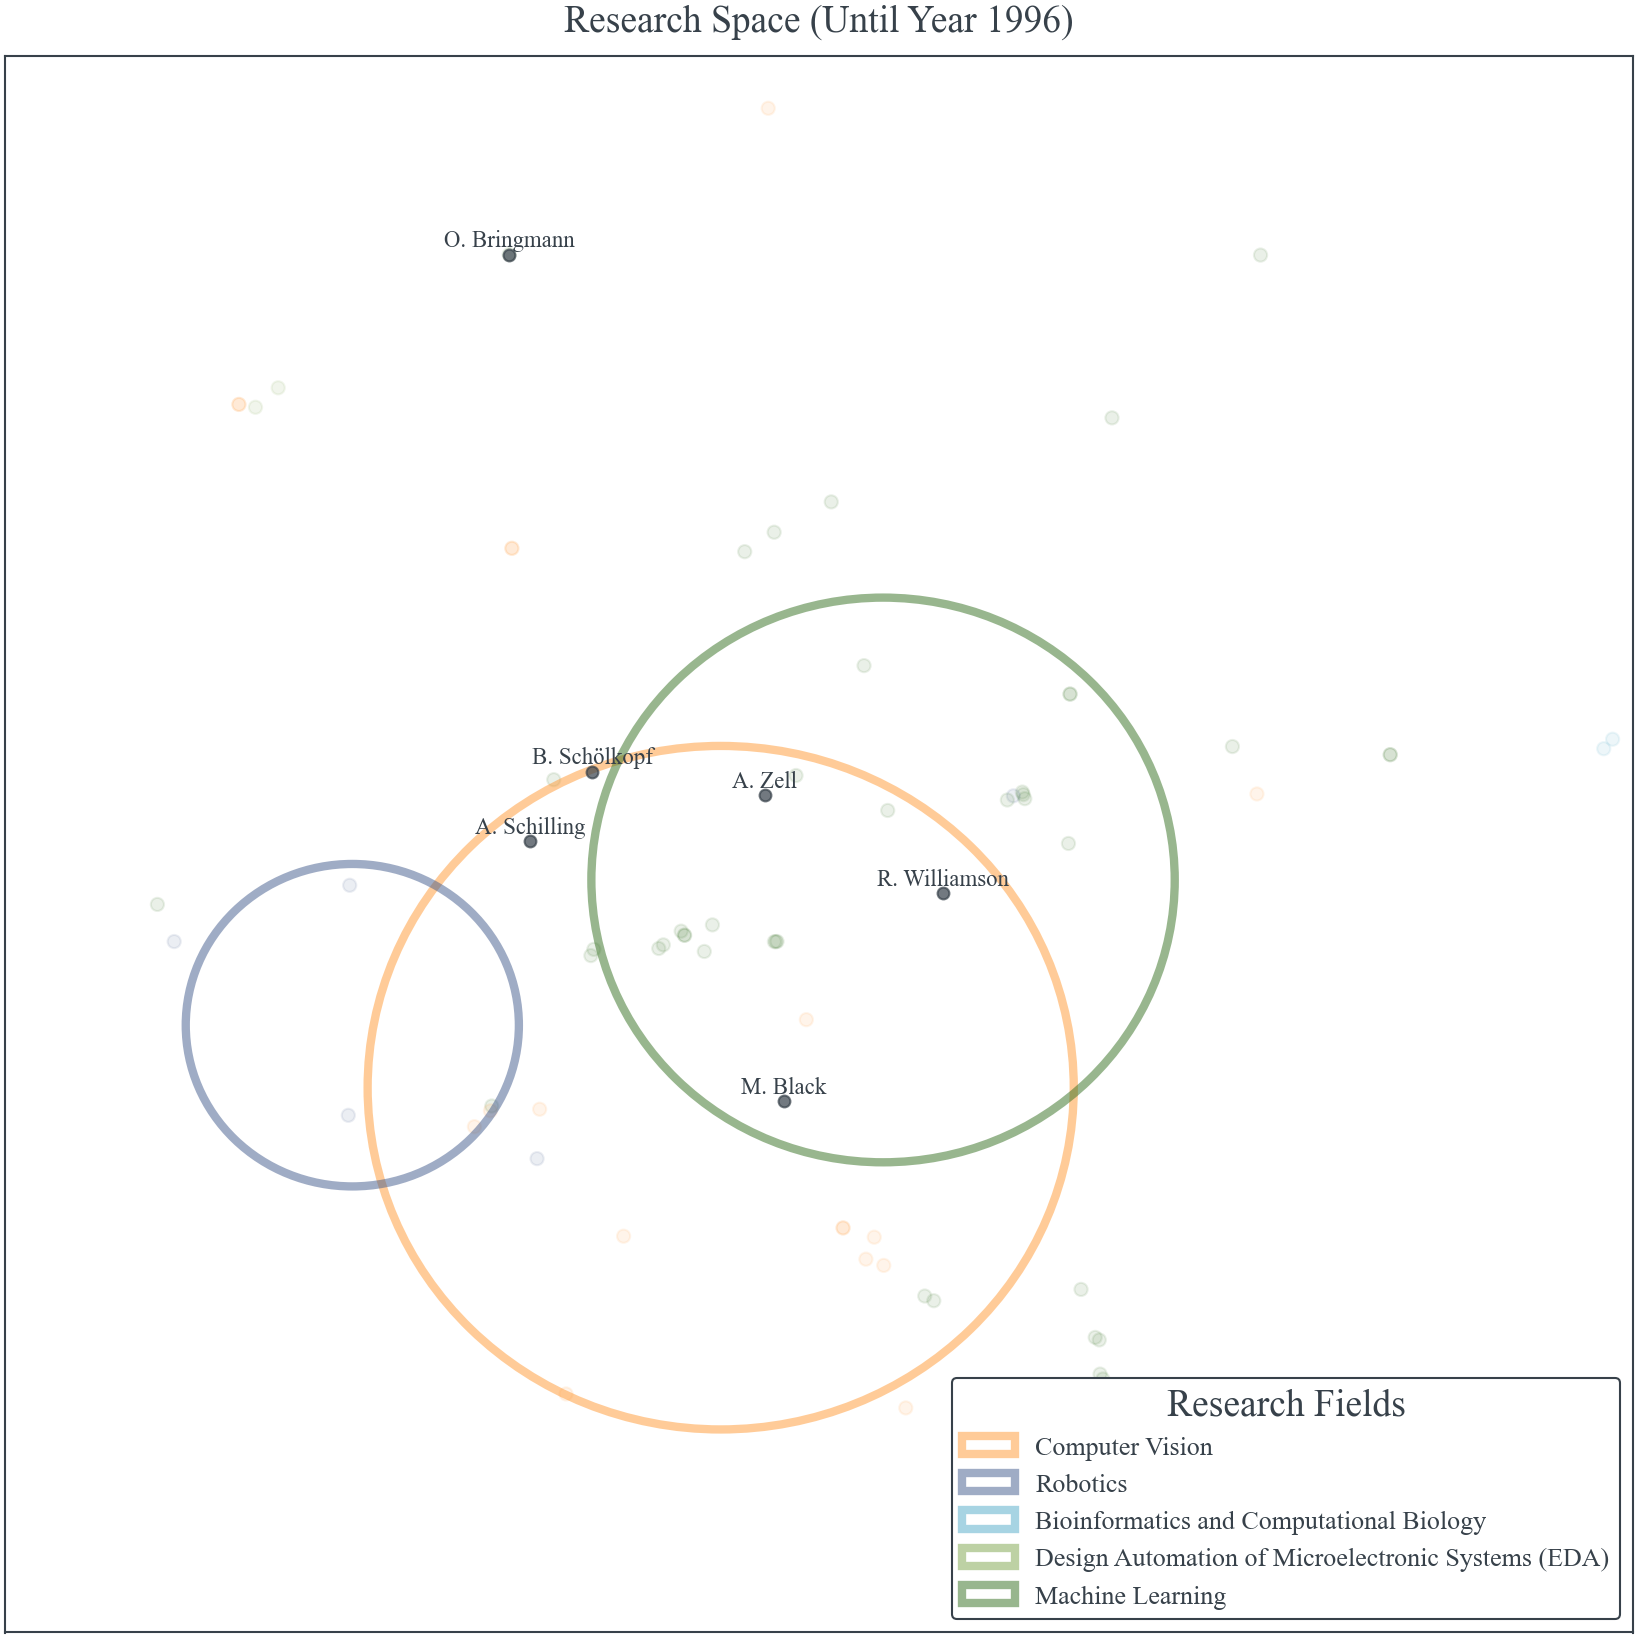 Research Space (Until Year 1996)
O. Bringmann
B. Schölkopf
A. Zell
A. Schilling
R. Williamson
M. Black
Research Fields
Computer Vision
Robotics
Bioinformatics and Computational Biology
Design Automation of Microelectronic Systems (EDA)
Machine Learning